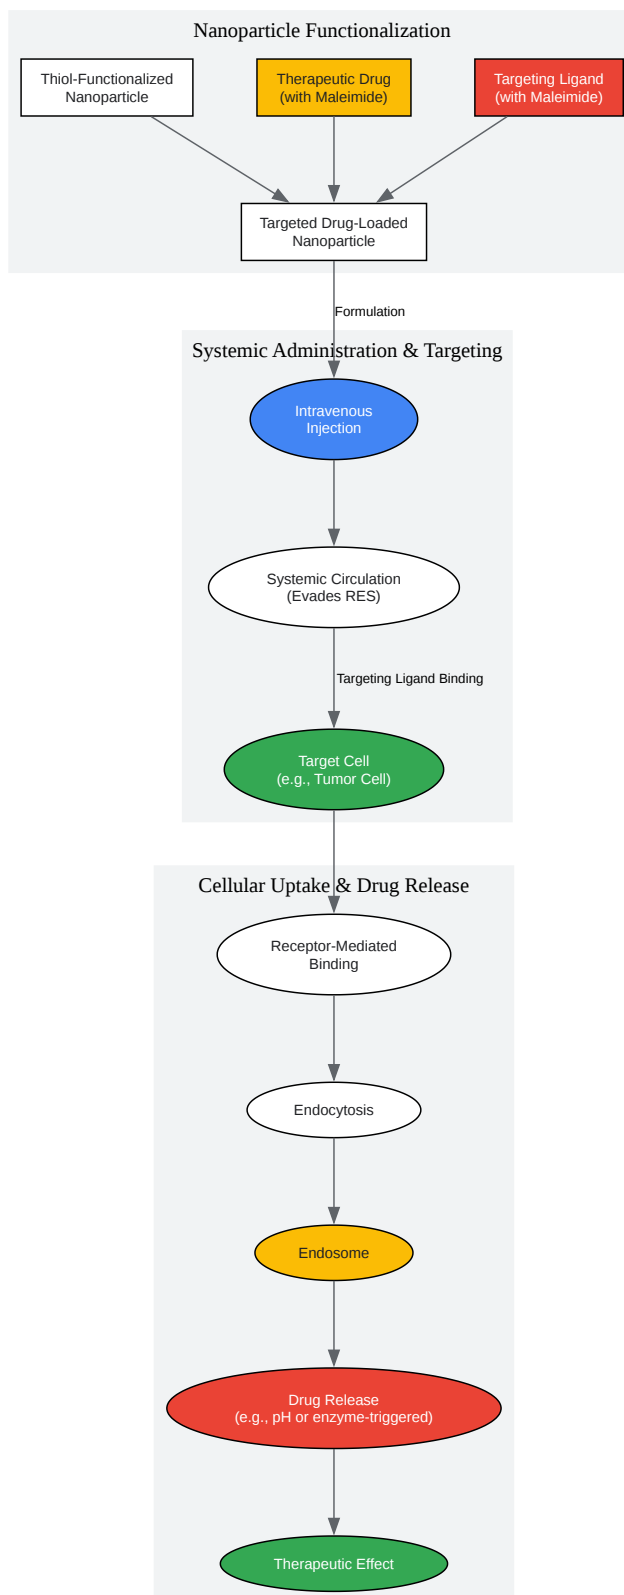 Nanoparticle Functionalization
Thiol-Functionalized
Nanoparticle
Therapeutic Drug
(with Maleimide)
Targeting Ligand
(with Maleimide)
Targeted Drug-Loaded
Nanoparticle
Formulation
Systemic Administration & Targeting
Intravenous
Injection
Systemic Circulation
(Evades RES)
Targeting Ligand Binding
Target Cell
(e.g., Tumor Cell)
Cellular Uptake & Drug Release
Receptor-Mediated
Binding
Endocytosis
Endosome
Drug Release
(e.g., pH or enzyme-triggered)
Therapeutic Effect